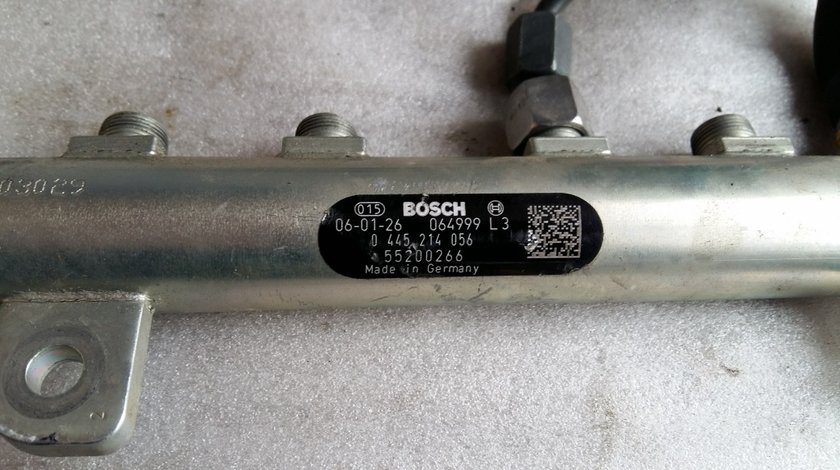 03029
015 BOSCH
06-01-26 064999 L3
0 445 214 056
55200266
Made in Germany